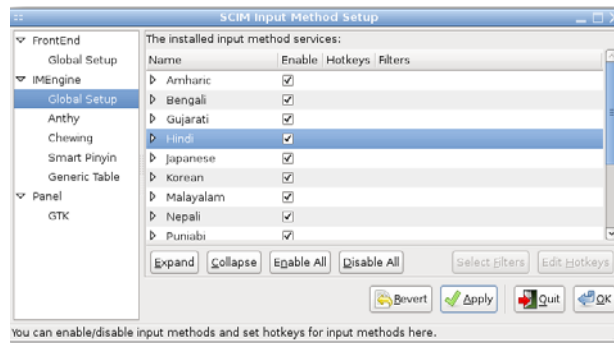 SCIM Input Method Setup
FrontEnd
Global Setup
IMEngine
Global Setup
Anthy
Chewing
Smart Pinyin
Generic Table
Panel
GTK
The installed input method services:
Name Enable Hotkeys Filters
Amharic
Bengali
Gujarati
Hindi
Japanese
Korean
Malayalam
Nepali
Punjabi
Expand Collapse Enable All Disable All Select Filters Edit Hotkeys
Revert Apply Quit OK
You can enable/disable input methods and set hotkeys for input methods here.